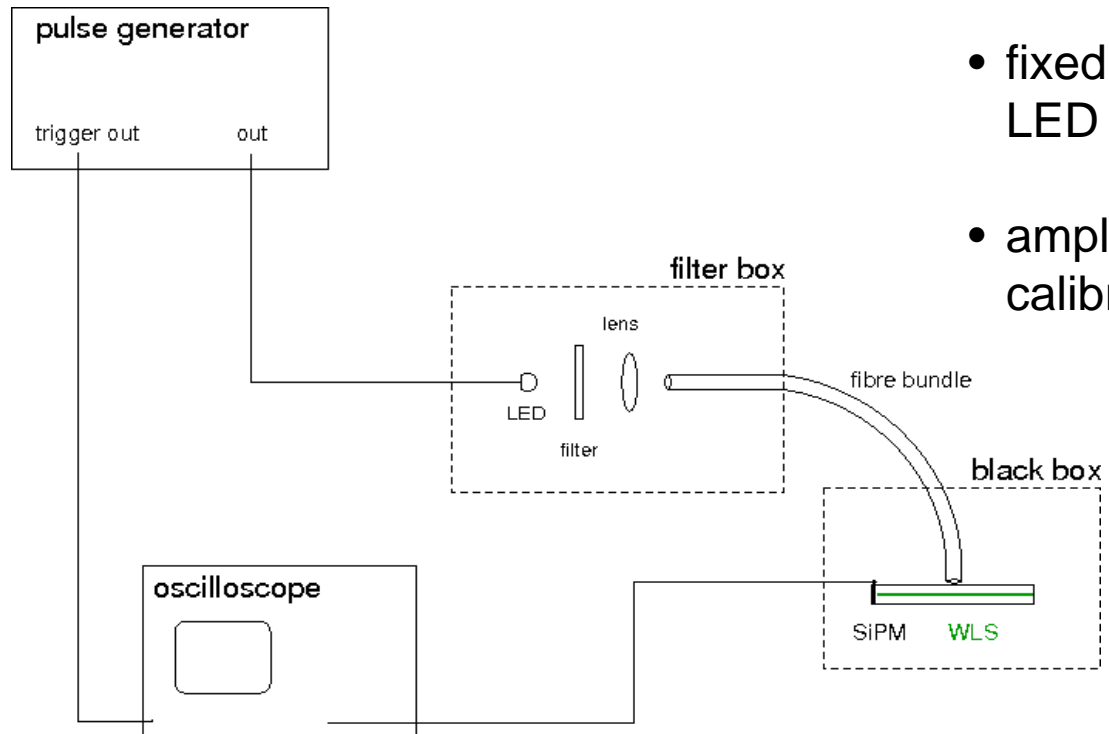 pulse generator
trigger out
out
• fixed
LED
• ampl
calibr
filter box
lens
LED
filter
fibre bundle
black box
SiPM
WLS
oscilloscope